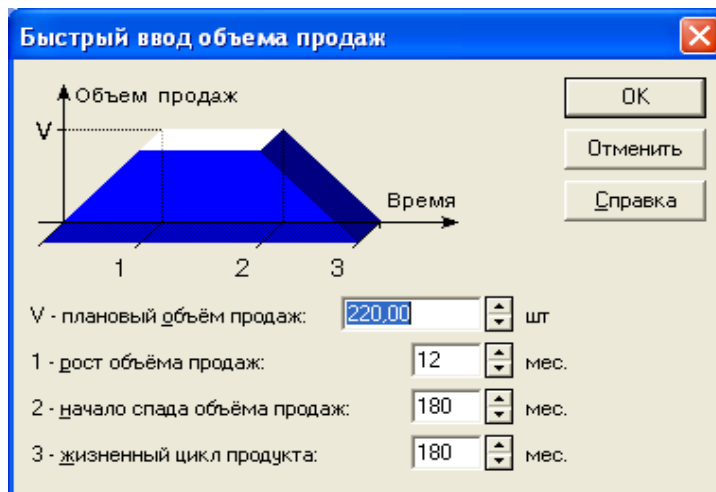 Быстрый ввод объема продаж
Объем продаж
V
Время
1 2 3
OK
Отменить
Справка
V - плановый объём продаж: 220,00 шт
1 - рост объёма продаж: 12 мес.
2 - начало спада объёма продаж: 180 мес.
3 - жизненный цикл продукта: 180 мес.